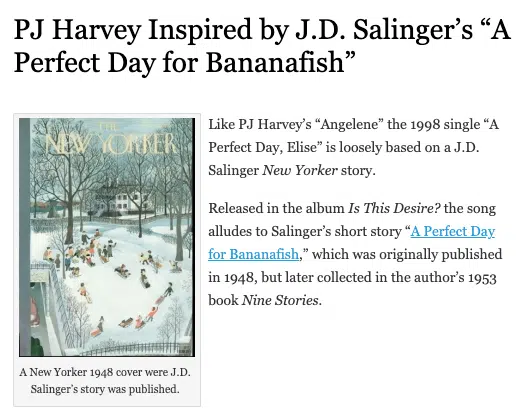 PJ Harvey Inspired by J.D. Salinger’s “A
Perfect Day for Bananafish”
THE
NEW YORKER
Like PJ Harvey’s “Angelene” the 1998 single “A
Perfect Day, Elise” is loosely based on a J.D.
Salinger New Yorker story.
Released in the album Is This Desire? the song
alludes to Salinger’s short story “A Perfect Day
for Bananafish,” which was originally published
in 1948, but later collected in the author’s 1953
book Nine Stories.
A New Yorker 1948 cover were J.D.
Salinger’s story was published.